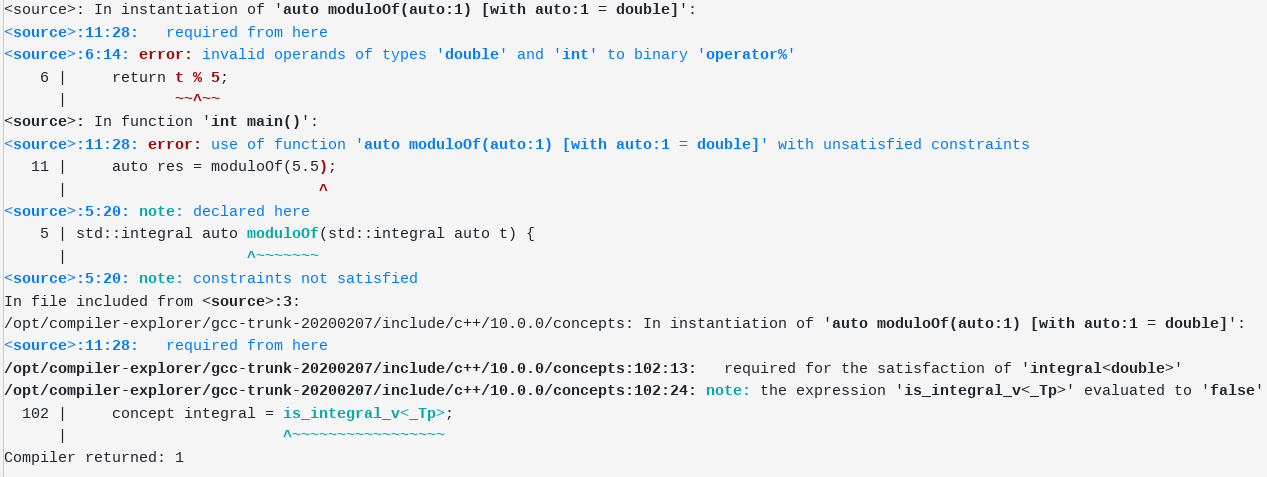 <source>: In instantiation of 'auto moduloOf(auto:1) [with auto:1 = double]':
<source>:11:28:   required from here
<source>:6:14: error: invalid operands of types 'double' and 'int' to binary 'operator%'
    6 |     return t % 5;
      |            ~~^~~
<source>: In function 'int main()':
<source>:11:28: error: use of function 'auto moduloOf(auto:1) [with auto:1 = double]' with unsatisfied constraints
   11 |     auto res = moduloOf(5.5);
      |                            ^
<source>:5:20: note: declared here
    5 | std::integral auto moduloOf(std::integral auto t) {
      |                    ^~~~~~~~
<source>:5:20: note: constraints not satisfied
In file included from <source>:3:
/opt/compiler-explorer/gcc-trunk-20200207/include/c++/10.0.0/concepts: In instantiation of 'auto moduloOf(auto:1) [with auto:1 = double]':
<source>:11:28:   required from here
/opt/compiler-explorer/gcc-trunk-20200207/include/c++/10.0.0/concepts:102:13:   required for the satisfaction of 'integral<double>'
/opt/compiler-explorer/gcc-trunk-20200207/include/c++/10.0.0/concepts:102:24: note: the expression 'is_integral_v<_Tp>' evaluated to 'false'
  102 |     concept integral = is_integral_v<_Tp>;
      |                        ^~~~~~~~~~~~~~~~~~
Compiler returned: 1